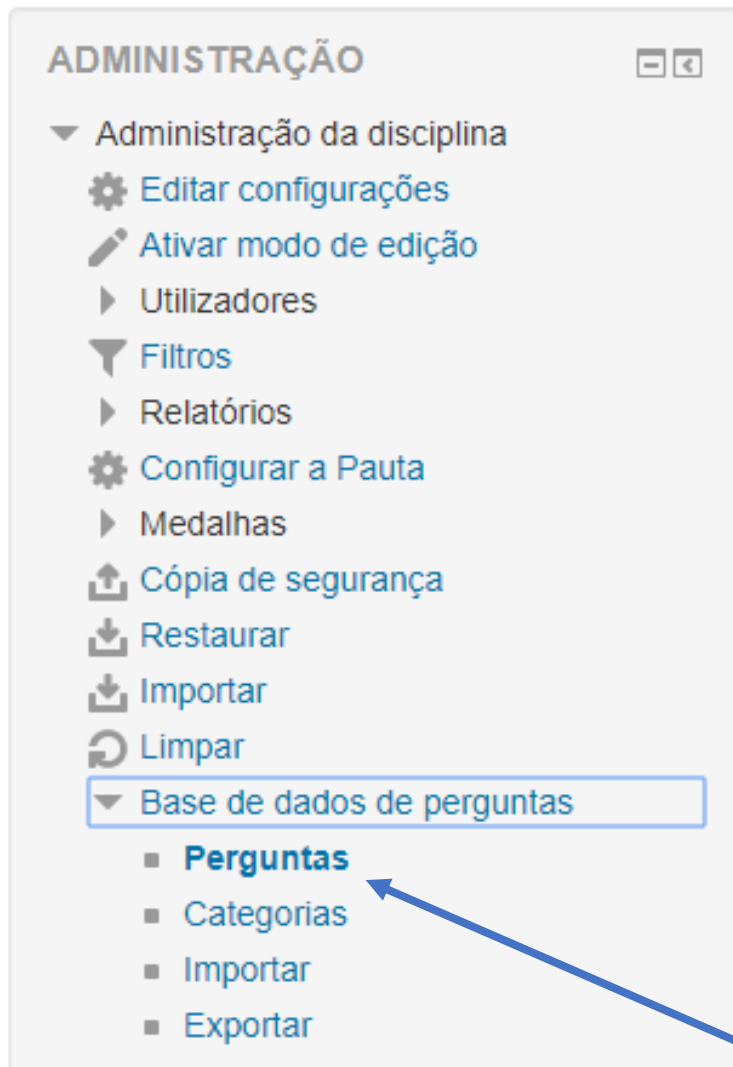 ADMINISTRAÇÃO
Administração da disciplina
Editar configurações
Ativar modo de edição
Utilizadores
Filtros
Relatórios
Configurar a Pauta
Medalhas
Cópia de segurança
Restaurar
Importar
Limpar
Base de dados de perguntas
Perguntas
Categorias
Importar
Exportar